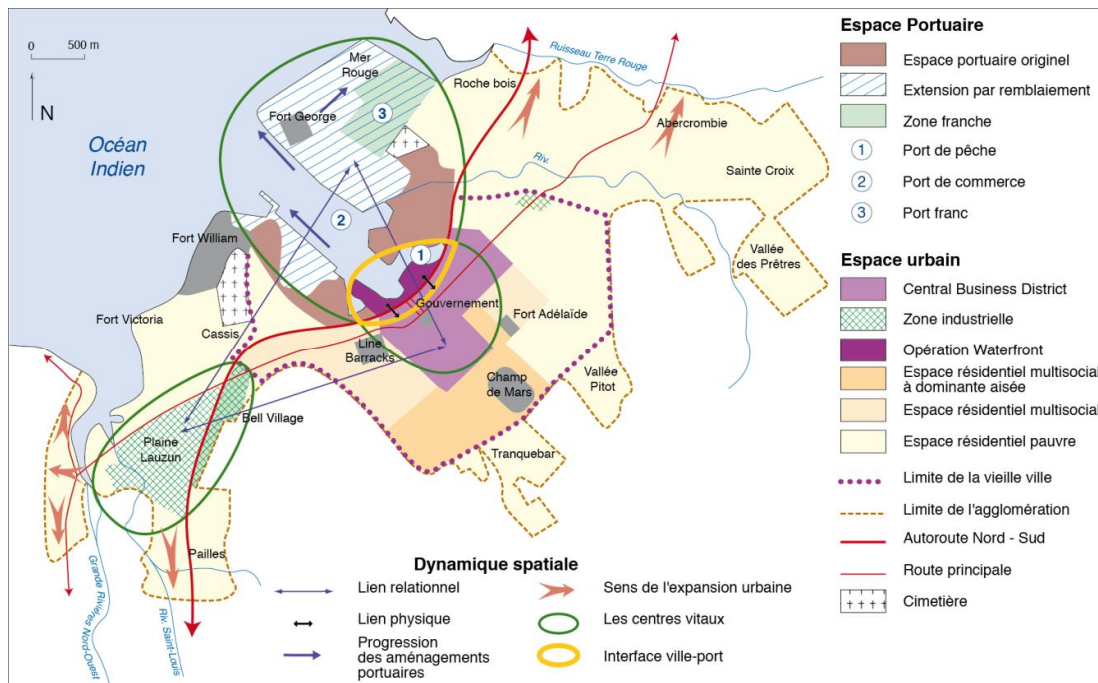 0 500 m
N
Océan
Indien
Mer
Rouge
Fort George
3
Roche bois
Ruisseau Terre Rouge
Abercrombie
Riv.
Sainte Croix
Vallée
des Prêtres
2
1
Fort William
Gouvernement
Fort Adélaïde
Fort Victoria
Cassis
Line
Barracks
Champ
de Mars
Vallée
Pitot
Bell Village
Plaine
Lauzun
Tranquebar
Pailles
Grande Rivières Nord-Ouest
Riv. Saint-Louis
Espace Portuaire
Espace portuaire originel
Extension par remblaiement
Zone franche
1 Port de pêche
2 Port de commerce
3 Port franc
Espace urbain
Central Business District
Zone industrielle
Opération Waterfront
Espace résidentiel multisocial
à dominante aisée
Espace résidentiel multisocial
Espace résidentiel pauvre
Limite de la vieille ville
Limite de l'agglomération
Autoroute Nord - Sud
Route principale
Cimetière
Dynamique spatiale
Lien relationnel
Lien physique
Progression
des aménagements
portuaires
Sens de l'expansion urbaine
Les centres vitaux
Interface ville-port